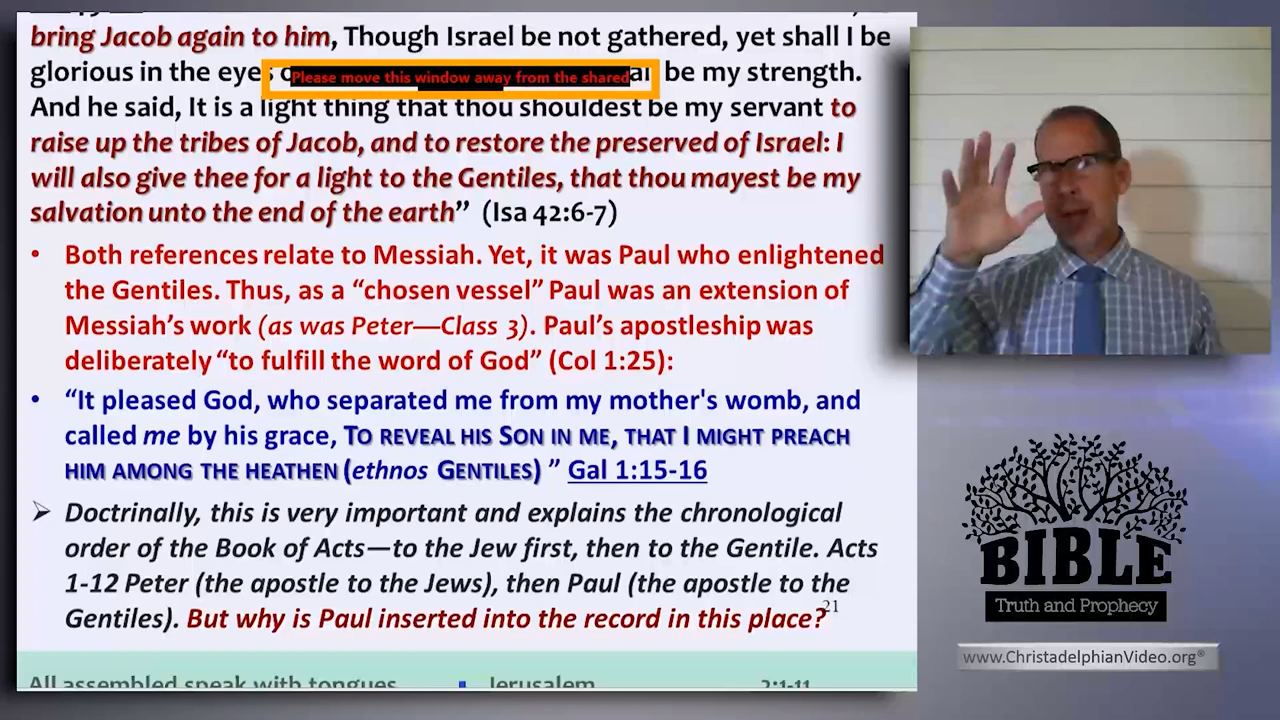 bring Jacob again to him, Though Israel be not gathered, yet shall I be
glorious in the eyes
Please move this window away from the shared
be my strength.
And he said, It is a light thing that thou shouldest be my servant to
raise up the tribes of Jacob, and to restore the preserved of Israel: I
will also give thee for a light to the Gentiles, that thou mayest be my
salvation unto the end of the earth” (Isa 42:6-7)
• Both references relate to Messiah. Yet, it was Paul who enlightened
the Gentiles. Thus, as a “chosen vessel” Paul was an extension of
Messiah’s work (as was Peter—Class 3). Paul’s apostleship was
deliberately “to fulfill the word of God” (Col 1:25):
• “It pleased God, who separated me from my mother's womb, and
called me by his grace, TO REVEAL HIS SON IN ME, THAT I MIGHT PREACH
HIM AMONG THE HEATHEN (ethnos GENTILES) ” Gal 1:15-16
➢ Doctrinally, this is very important and explains the chronological
order of the Book of Acts—to the Jew first, then to the Gentile. Acts
1-12 Peter (the apostle to the Jews), then Paul (the apostle to the
Gentiles). But why is Paul inserted into the record in this place?
21
All assembled speak with tongues
▪ Jerusalem
2:1-11
BIBLE
Truth and Prophecy
www.ChristadelphianVideo.org®